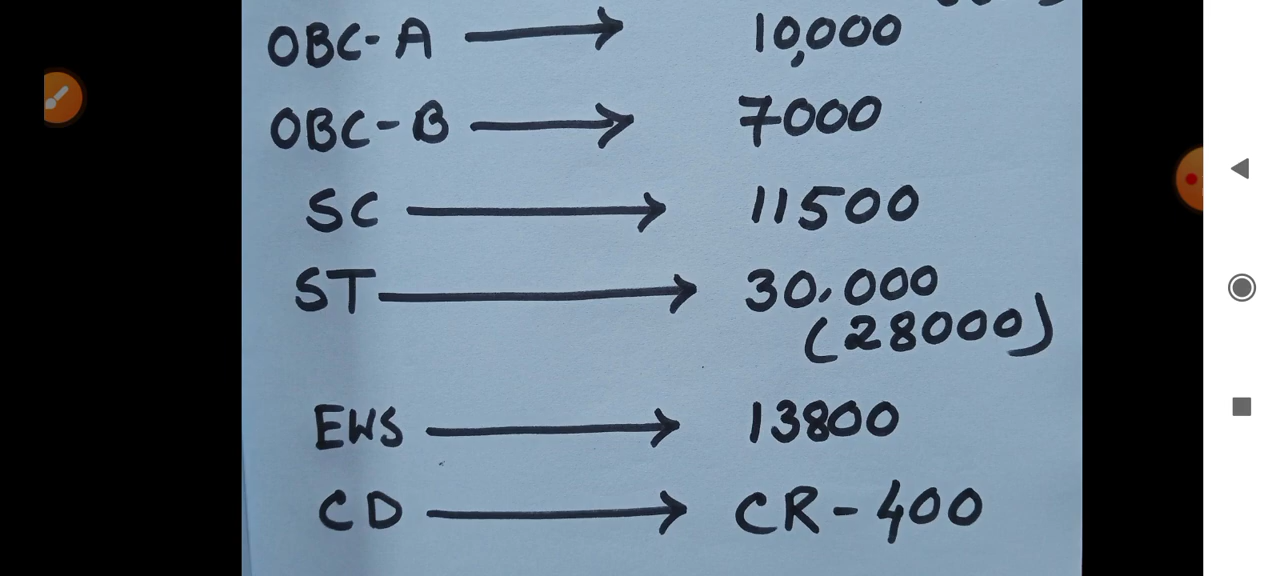 OBC-A → 10,000
OBC-B → 7000
SC → 11500
ST → 30.000
(28000)
EWS → 13800
CD → CR-400